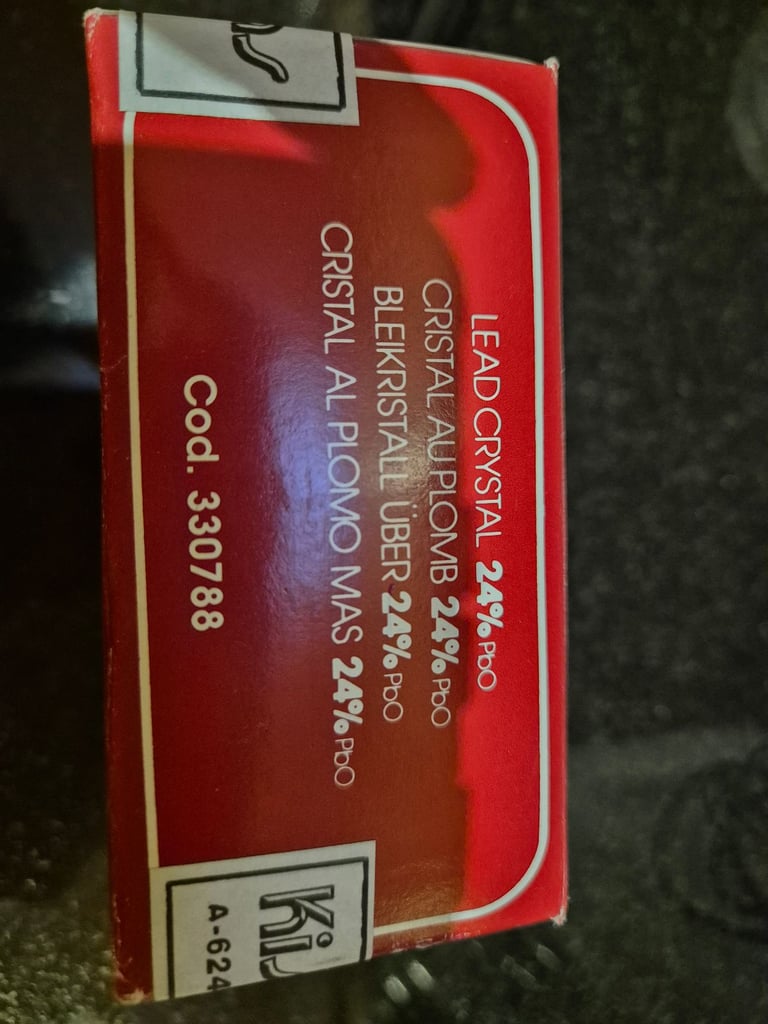 LEAD CRYSTAL 24% PbO
CRISTAL AU PLOMB 24% PbO
BLEIKRISTALL ÜBER 24% PbO
CRISTAL AL PLOMO MAS 24% PbO
Cod. 330788
A-624